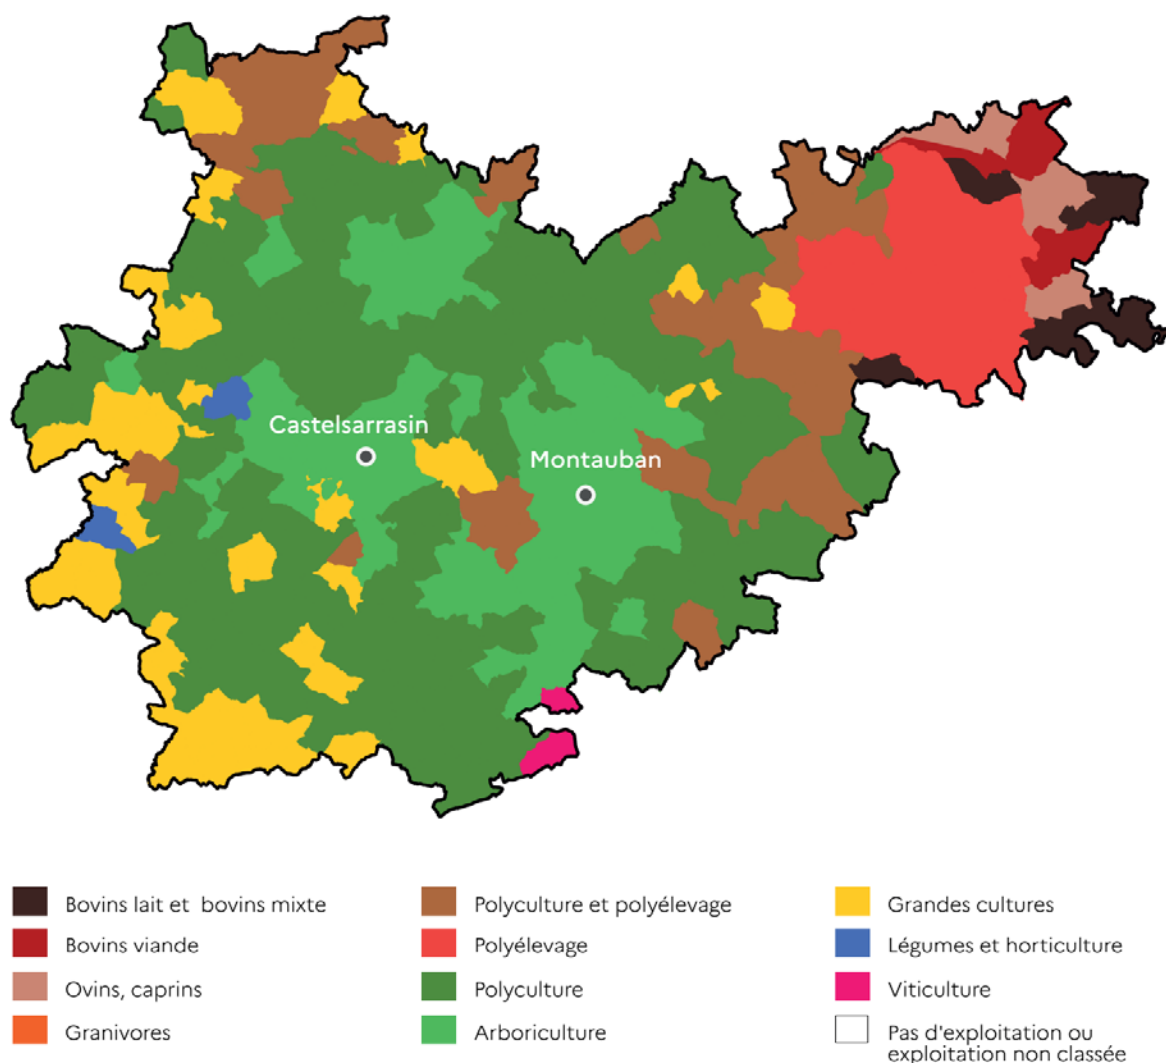 Castelsarrasin
Montauban
Bovins lait et bovins mixte
Bovins viande
Ovins, caprins
Granivores
Polyculture et polyélevage
Polyélevage
Polyculture
Arboriculture
Grandes cultures
Légumes et horticulture
Viticulture
Pas d'exploitation ou
exploitation non classée